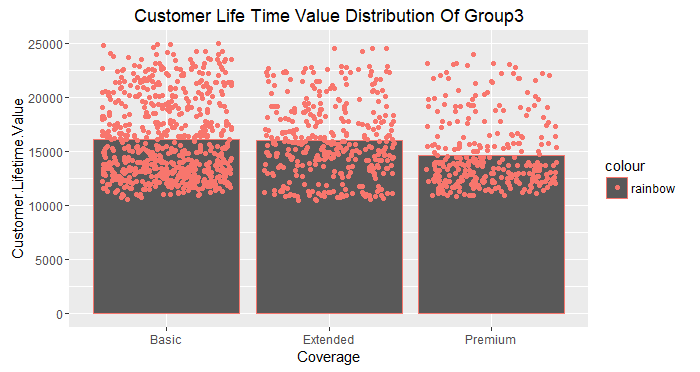 Customer Life Time Value Distribution Of Group3
25000
20000
15000
10000
5000
0
Customer.Lifetime.Value
Basic
Extended
Premium
Coverage
colour
rainbow